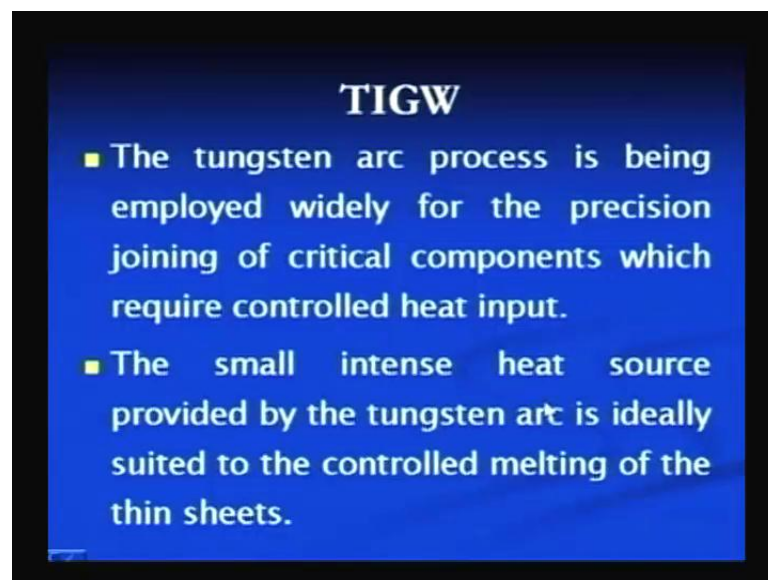 TIGW
The tungsten arc process is being
employed widely for the precision
joining of critical components which
require controlled heat input.
The small intense heat source
provided by the tungsten arc is ideally
suited to the controlled melting of the
thin sheets.